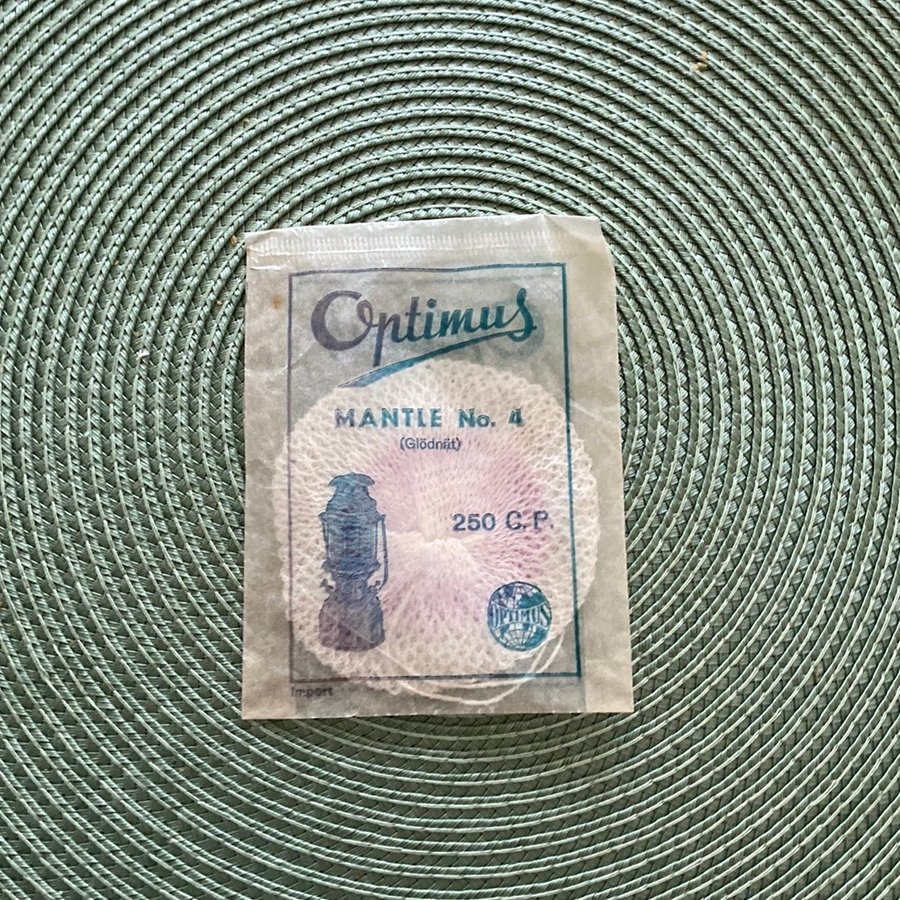 Optimus
MANTLE No. 4
(Glödnät)
250 C.P.
OPTIMUS
Import